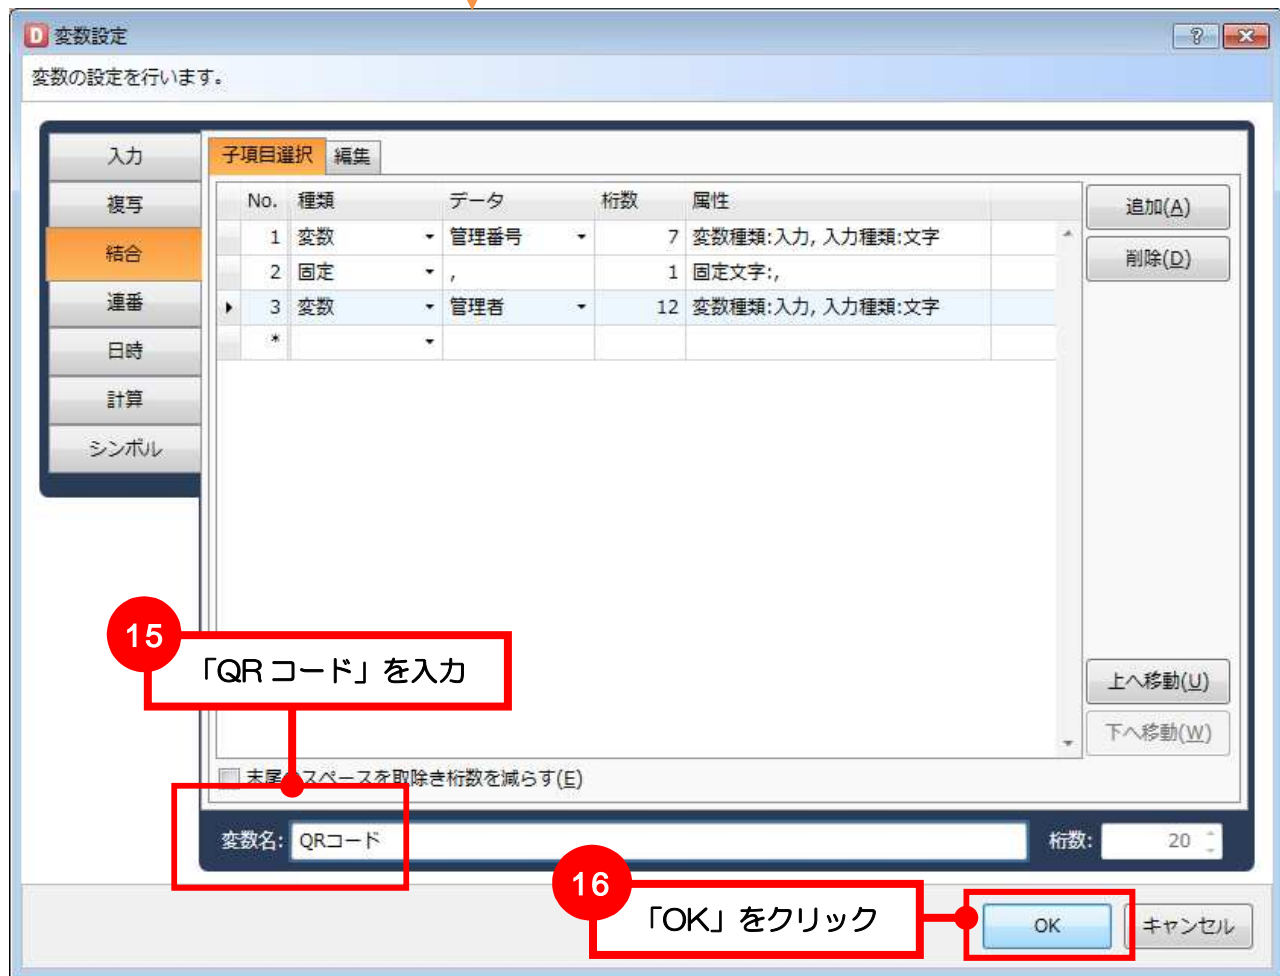 D 変数設定
変数の設定を行います。
入力
複写
結合
連番
日時
計算
シンボル
子項目選択 編集
No. 種類 データ 桁数 属性
1 変数 管理番号 7 変数種類:入力, 入力種類:文字
2 固定 , 1 固定文字:,
3 変数 管理者 12 変数種類:入力, 入力種類:文字
*
追加(A)
削除(D)
上へ移動(U)
下へ移動(W)
15
「QRコード」を入力
末尾 スペースを取除き桁数を減らす(E)
変数名: QRコード 桁数: 20
16
「OK」をクリック
OK キャンセル